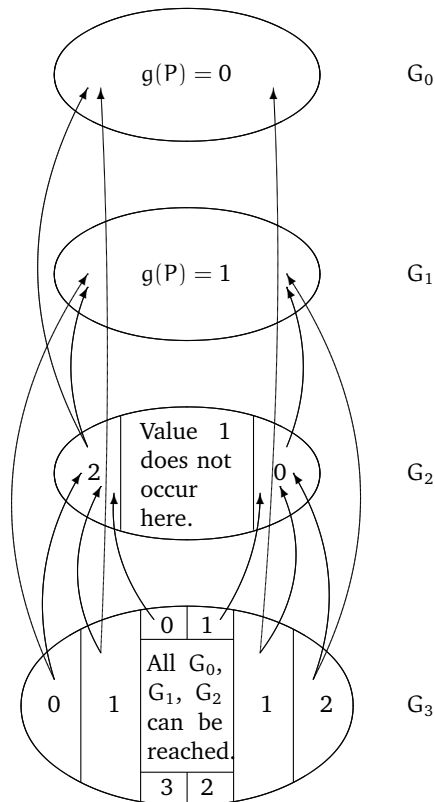 g(P) = 0
G₀
g(P) = 1
G₁
Value 1
does not
occur
here.
2
0
G₂
0 1
All G₀,
G₁, G₂
can be
reached.
0 1
1 2
G₃
3 2